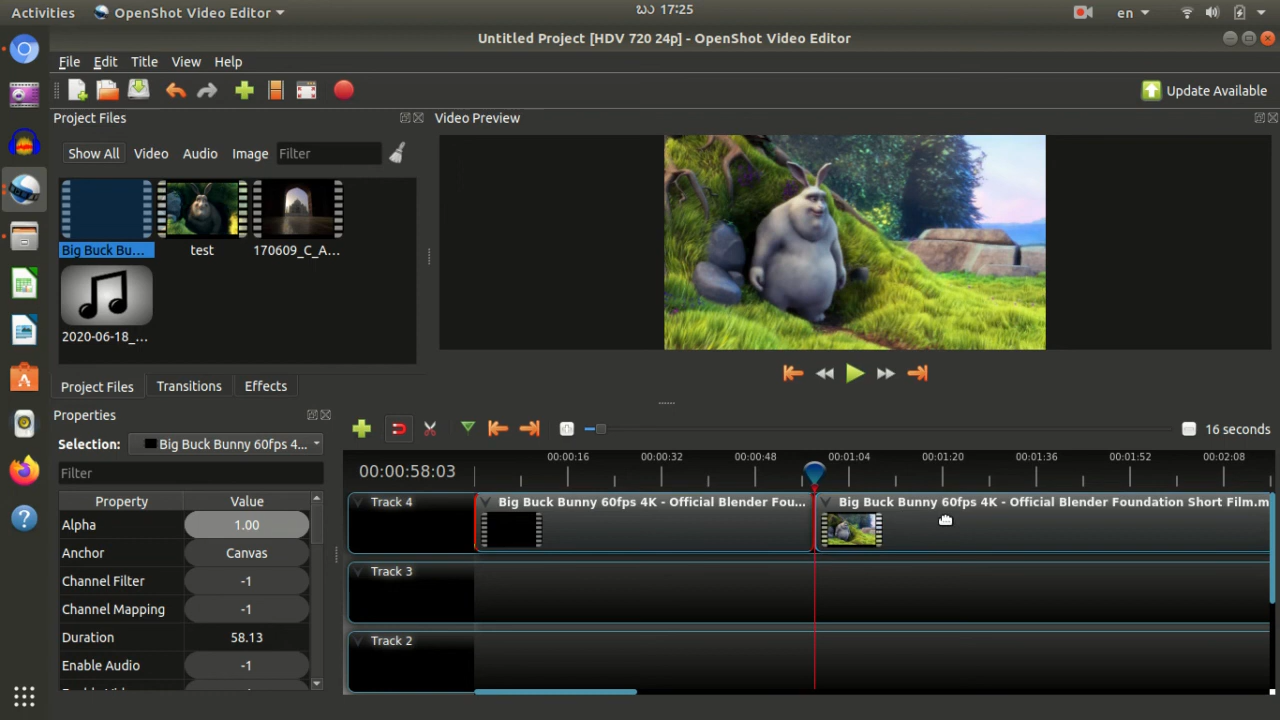 Activities OpenShot Video Editor ນວ 17:25 en
Untitled Project [HDV 720 24p] - OpenShot Video Editor
File Edit Title View Help
Update Available
Project Files Video Preview
Show All Video Audio Image Filter
Big Buck Bu... test 170609_C_A...
2020-06-18_...
Project Files Transitions Effects
Properties
Selection: Big Buck Bunny 60fps 4... 16 seconds
Filter
00:00:58:03 00:00:16 00:00:32 00:00:48 00:01:04 00:01:20 00:01:36 00:01:52 00:02:08
Property Value
Track 4 Big Buck Bunny 60fps 4K - Official Blender Fou... Big Buck Bunny 60fps 4K - Official Blender Foundation Short Film.m
Alpha 1.00
Anchor Canvas
Track 3
Channel Filter -1
Channel Mapping -1
Duration 58.13
Track 2
Enable Audio -1